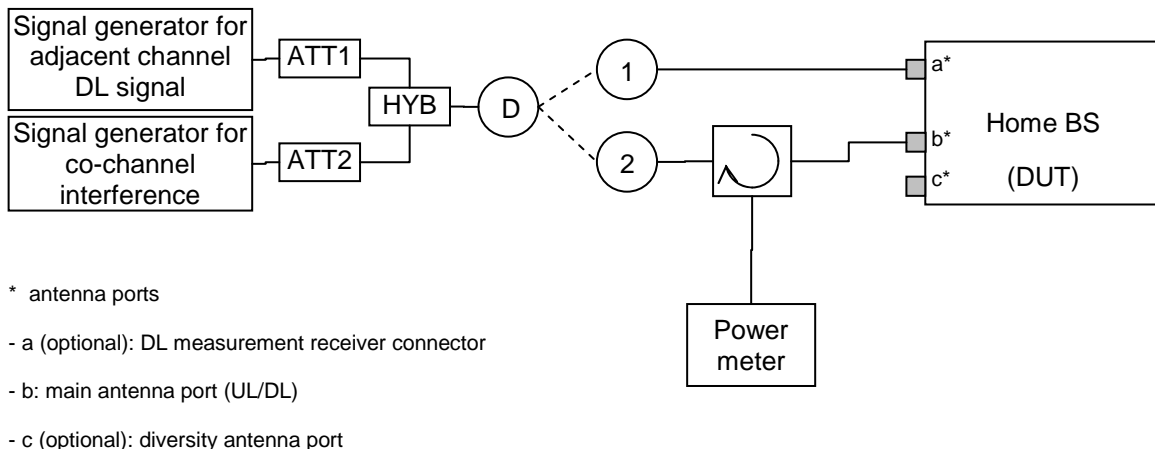 Signal generator for
adjacent channel
DL signal
ATT1
HYB
D
1
2
Signal generator for
co-channel
interference
ATT2
a*
b*
c*
Home BS
(DUT)
Power
meter
* antenna ports
- a (optional): DL measurement receiver connector
- b: main antenna port (UL/DL)
- c (optional): diversity antenna port